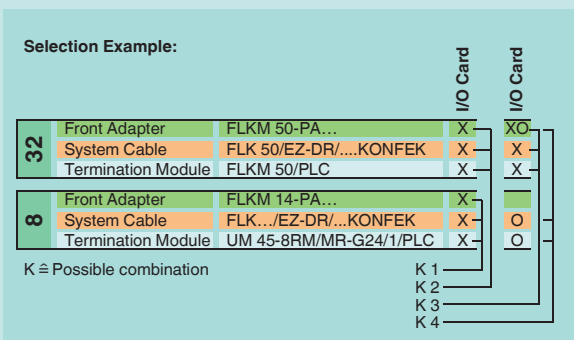 Selection Example:
I/O Card
I/O Card
32
Front Adapter FLKM 50-PA… X XO
System Cable FLK 50/EZ-DR/....KONFEK X X
Termination Module FLKM 50/PLC X X
8
Front Adapter FLKM 14-PA… X
System Cable FLK…/EZ-DR/...KONFEK X O
Termination Module UM 45-8RM/MR-G24/1/PLC X O
K ≙ Possible combination
K 1
K 2
K 3
K 4